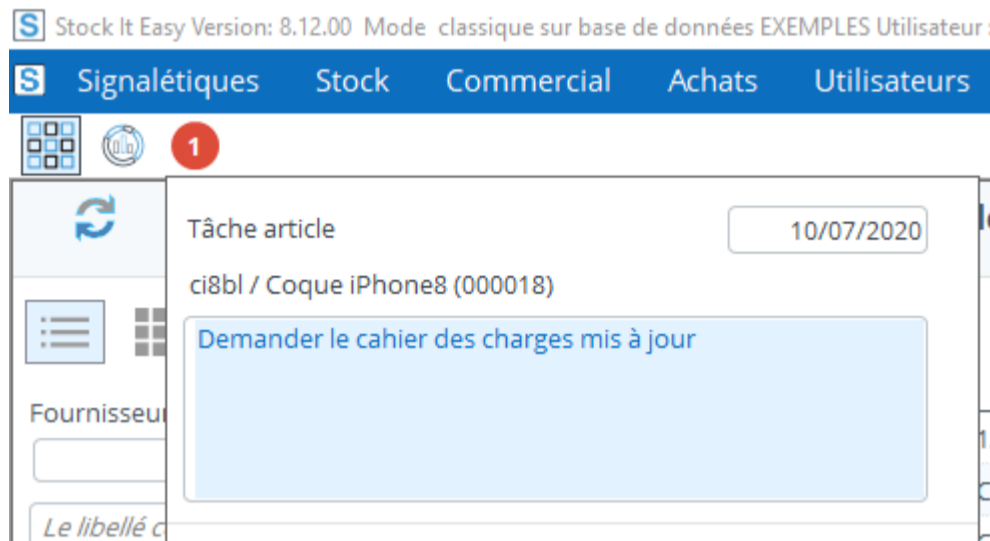 S Stock It Easy Version: 8.12.00 Mode classique sur base de données EXEMPLES Utilisateur
S Signalétiques Stock Commercial Achats Utilisateurs
1
Tâche article 10/07/2020
ci8bl / Coque iPhone8 (000018)
Demander le cahier des charges mis à jour
Fournisseur
Le libellé